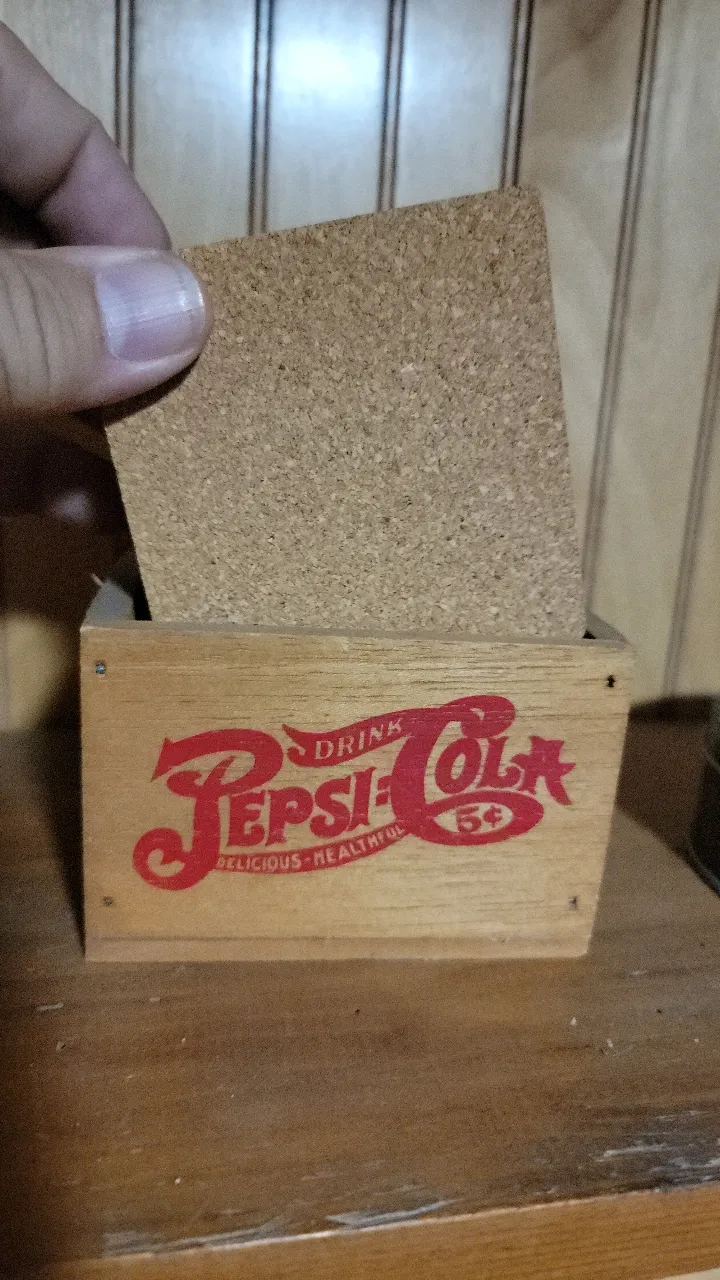 DRINK
PEPSI=COLA
5¢
DELICIOUS-HEALTHFUL